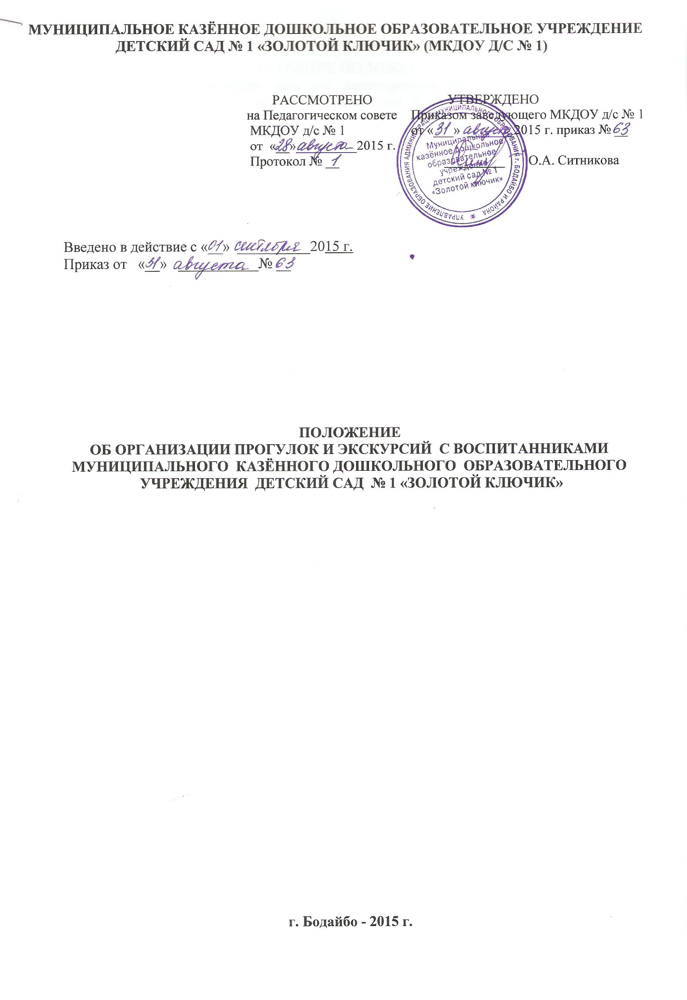 МУНИЦИПАЛЬНОЕ КАЗЁННОЕ ДОШКОЛЬНОЕ ОБРАЗОВАТЕЛЬНОЕ УЧРЕЖДЕНИЕ
ДЕТСКИЙ САД № 1 «ЗОЛОТОЙ КЛЮЧИК» (МКДОУ Д/С № 1)
РАССМОТРЕНО
на Педагогическом совете
МКДОУ д/с № 1
от «28» августа 2015 г.
Протокол № 1
УТВЕРЖДЕНО
Приказом заведующего МКДОУ д/с № 1
от «31» августа 2015 г. приказ № 63
О.А. Ситникова
УПРАВЛЕНИЕ ОБРАЗОВАНИЯ АДМИНИСТРАЦИИ МУНИЦИПАЛЬНОГО ОБРАЗОВАНИЯ г. БОДАЙБО И РАЙОНА
Муниципальное
казённое дошкольное
образовательное
учреждение
детский сад № 1
«Золотой ключик»
Введено в действие с «01» сентября 2015 г.
Приказ от «31» августа № 63
ПОЛОЖЕНИЕ
ОБ ОРГАНИЗАЦИИ ПРОГУЛОК И ЭКСКУРСИЙ С ВОСПИТАННИКАМИ
МУНИЦИПАЛЬНОГО КАЗЁННОГО ДОШКОЛЬНОГО ОБРАЗОВАТЕЛЬНОГО
УЧРЕЖДЕНИЯ ДЕТСКИЙ САД № 1 «ЗОЛОТОЙ КЛЮЧИК»
г. Бодайбо - 2015 г.